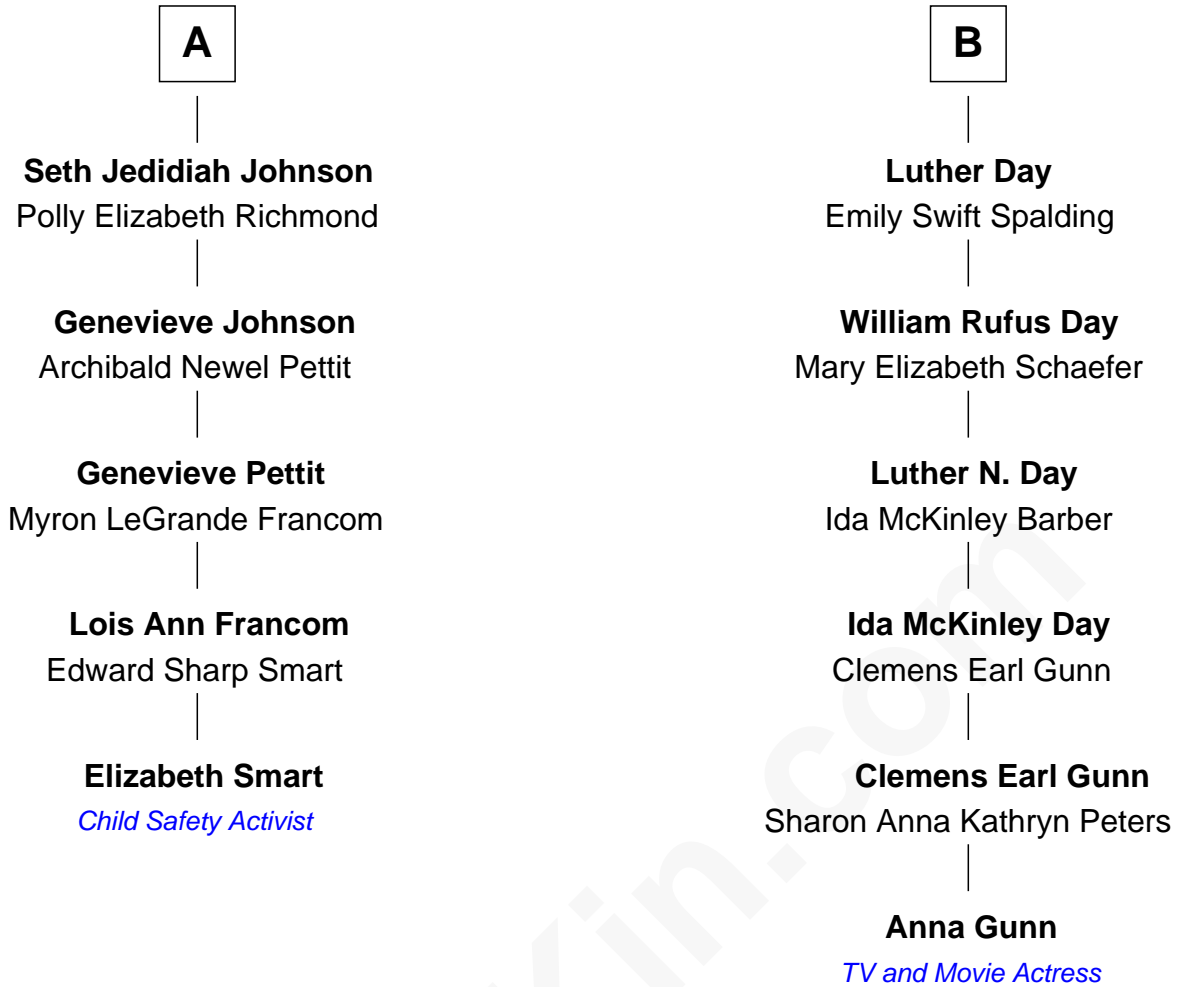 A
Seth Jedidiah Johnson
Polly Elizabeth Richmond
Genevieve Johnson
Archibald Newel Pettit
Genevieve Pettit
Myron LeGrande Francom
Lois Ann Francom
Edward Sharp Smart
Elizabeth Smart
Child Safety Activist
B
Luther Day
Emily Swift Spalding
William Rufus Day
Mary Elizabeth Schaefer
Luther N. Day
Ida McKinley Barber
Ida McKinley Day
Clemens Earl Gunn
Clemens Earl Gunn
Sharon Anna Kathryn Peters
Anna Gunn
TV and Movie Actress